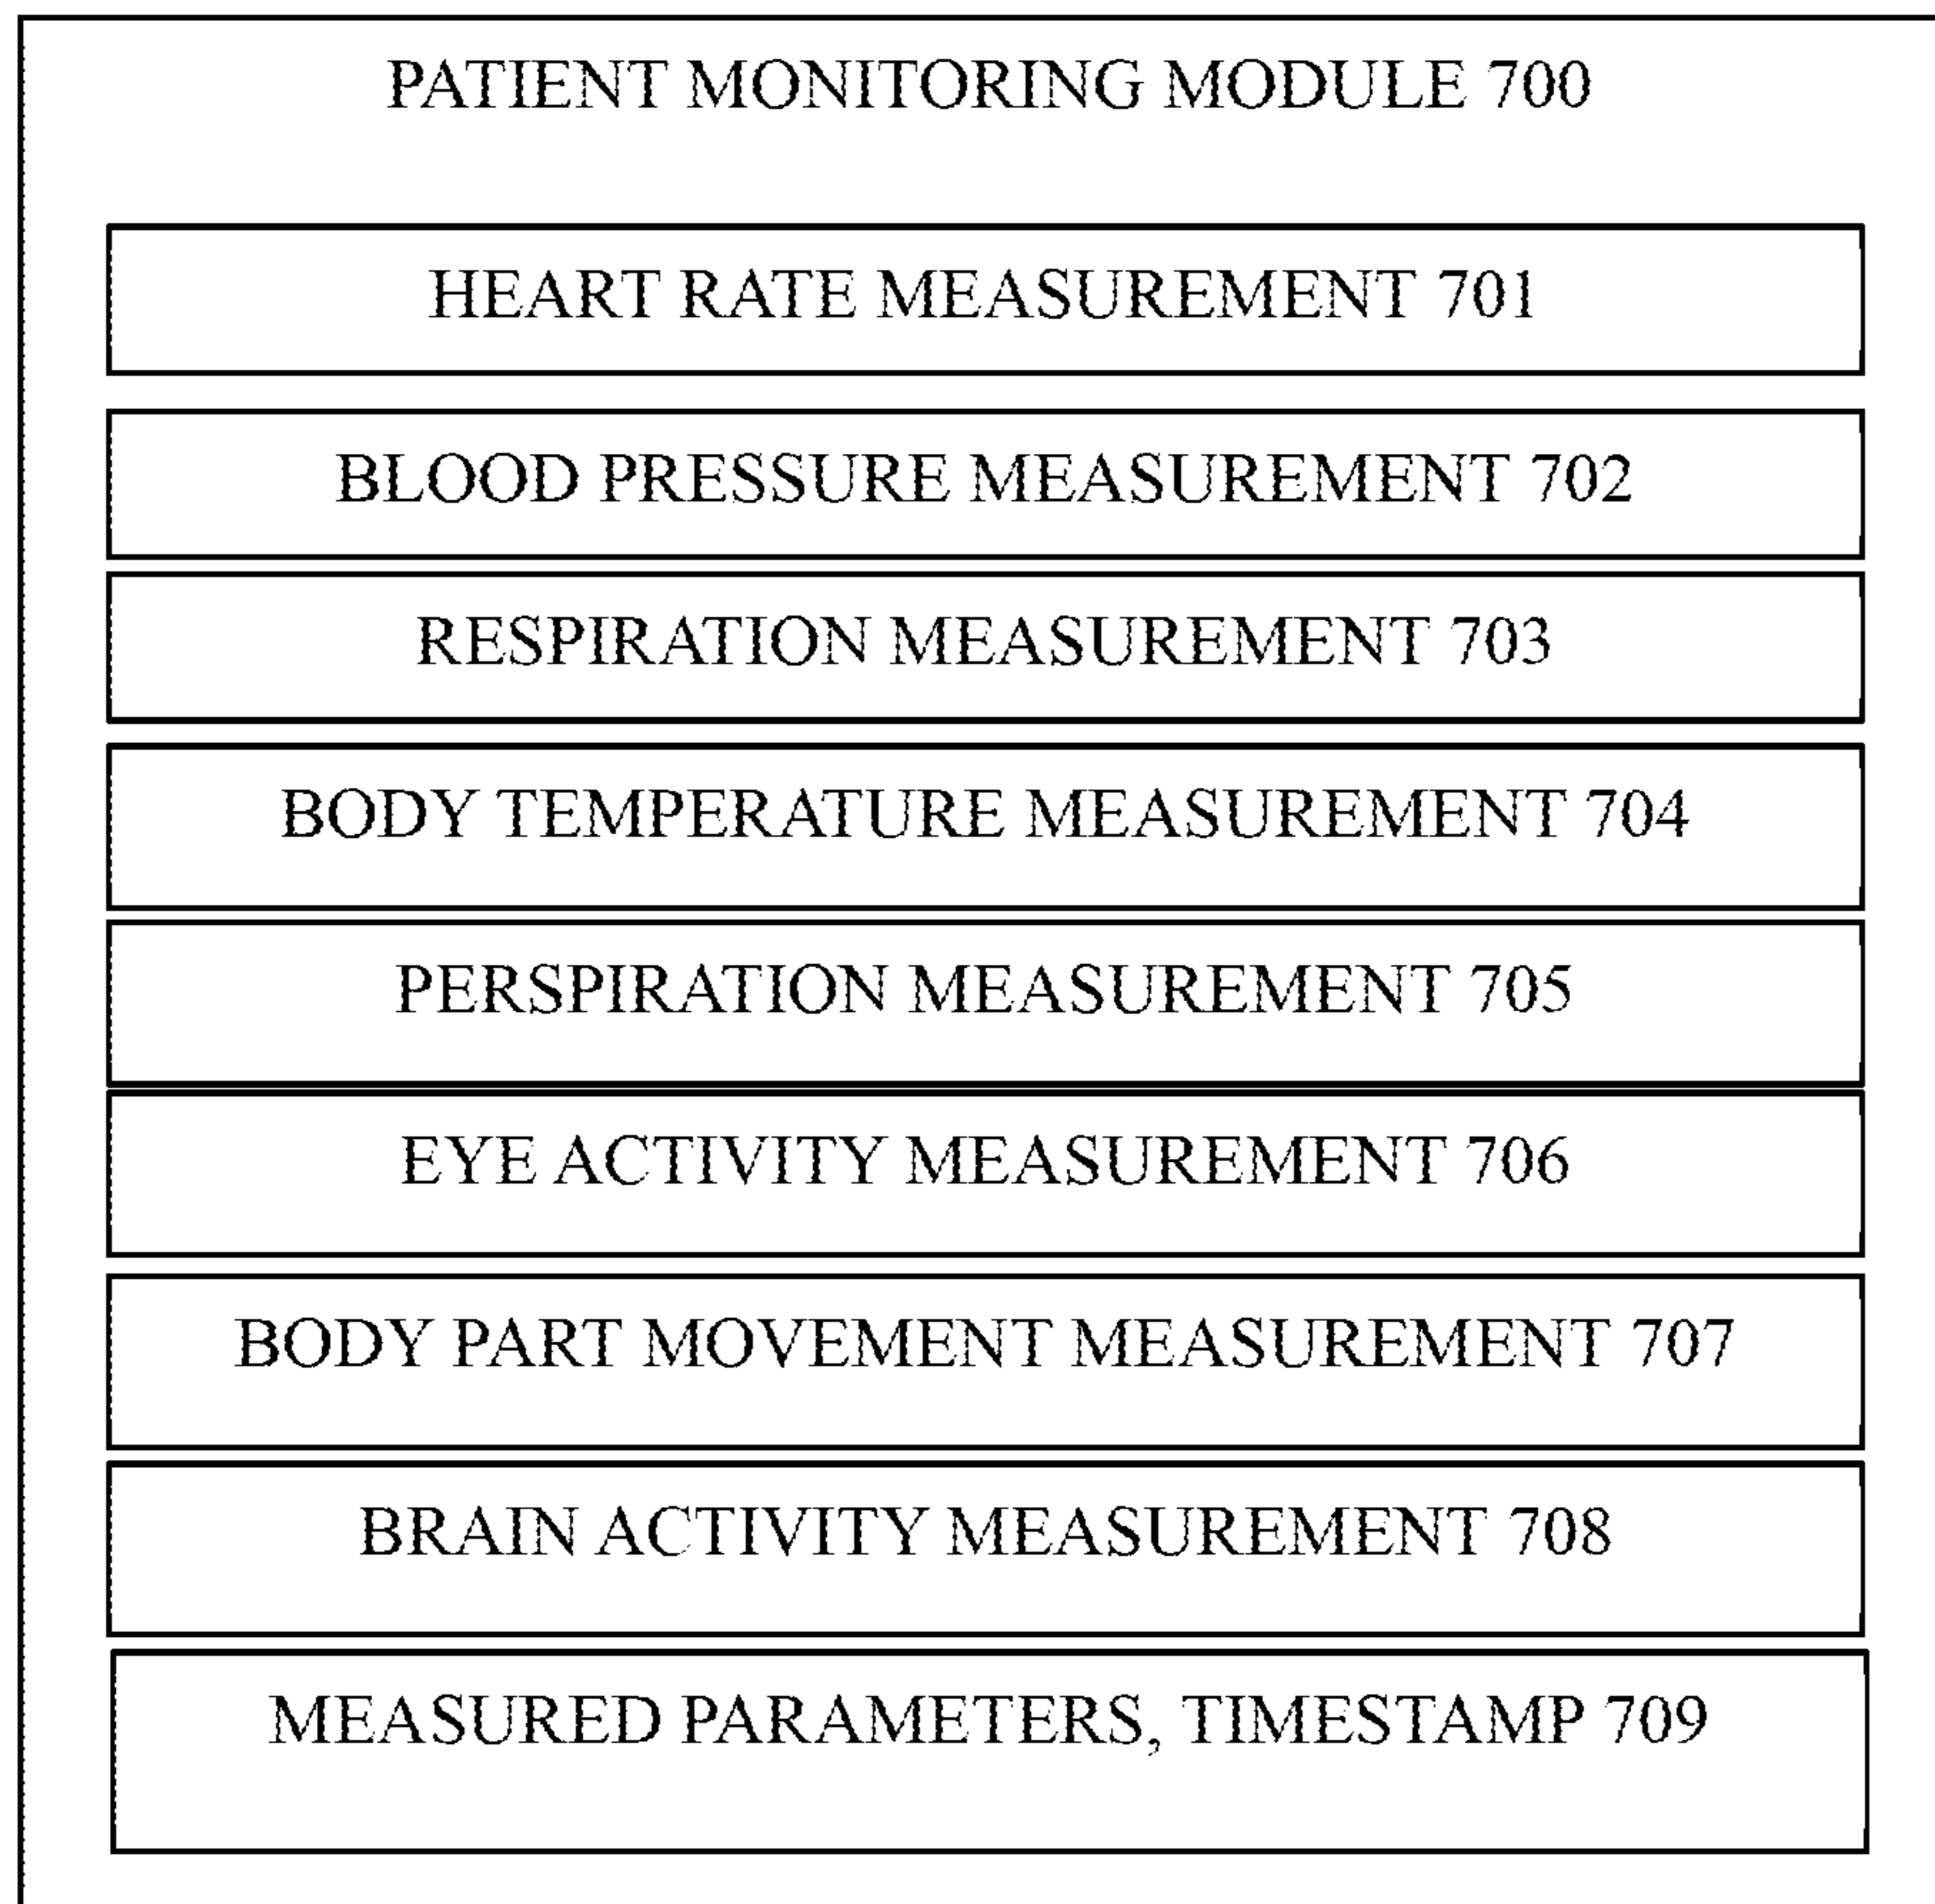 PATIENT MONITORING MODULE 700
HEART RATE MEASUREMENT 701
BLOOD PRESSURE MEASUREMENT 702
RESPIRATION MEASUREMENT 703
BODY TEMPERATURE MEASUREMENT 704
PERSPIRATION MEASUREMENT 705
EYE ACTIVITY MEASUREMENT 706
BODY PART MOVEMENT MEASUREMENT 707
BRAIN ACTIVITY MEASUREMENT 708
MEASURED PARAMETERS, TIMESTAMP 709